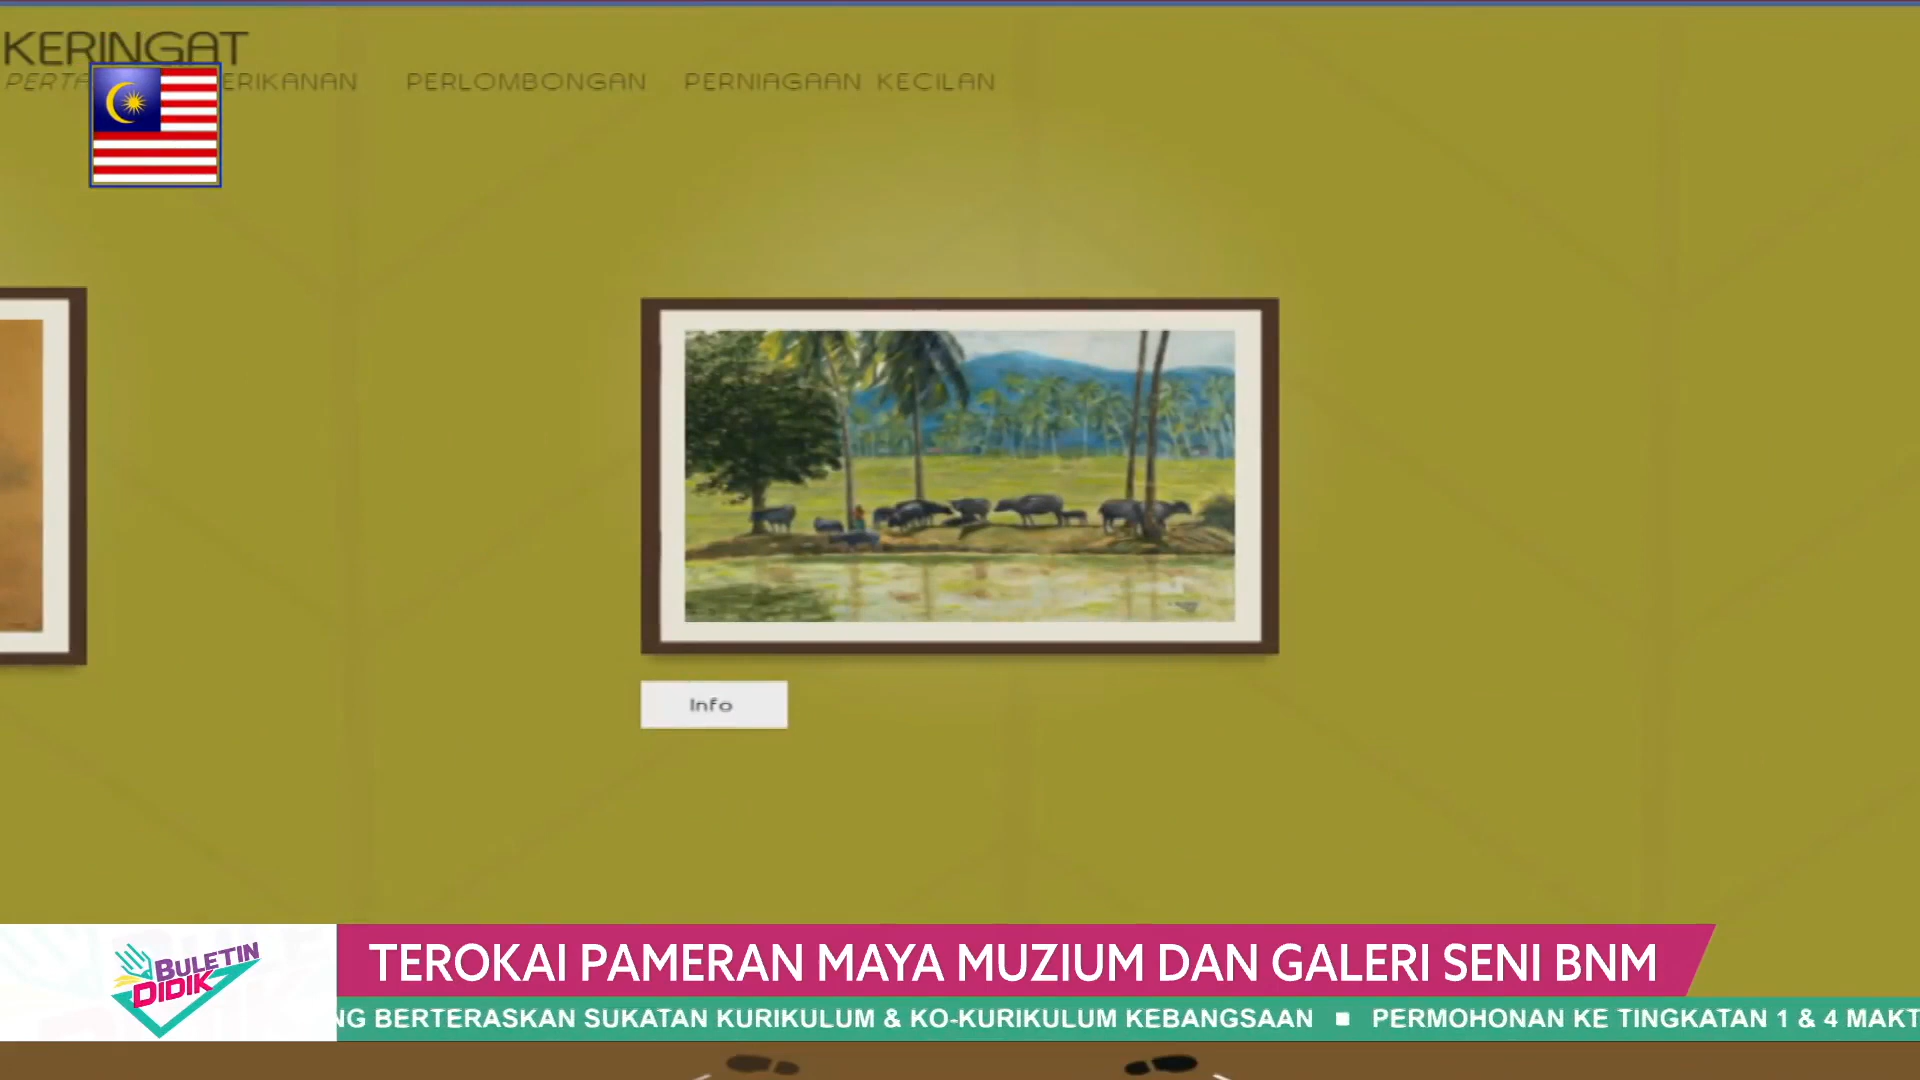 KERINGAT
PERTA ERIKANAN PERLOMBONGAN PERNIAGAAN KECILAN
Info
BULETIN DIDIK
TEROKAI PAMERAN MAYA MUZIUM DAN GALERI SENI BNM
NG BERTERASKAN SUKATAN KURIKULUM & KO-KURIKULUM KEBANGSAAN ■ PERMOHONAN KE TINGKATAN 1 & 4 MAKT